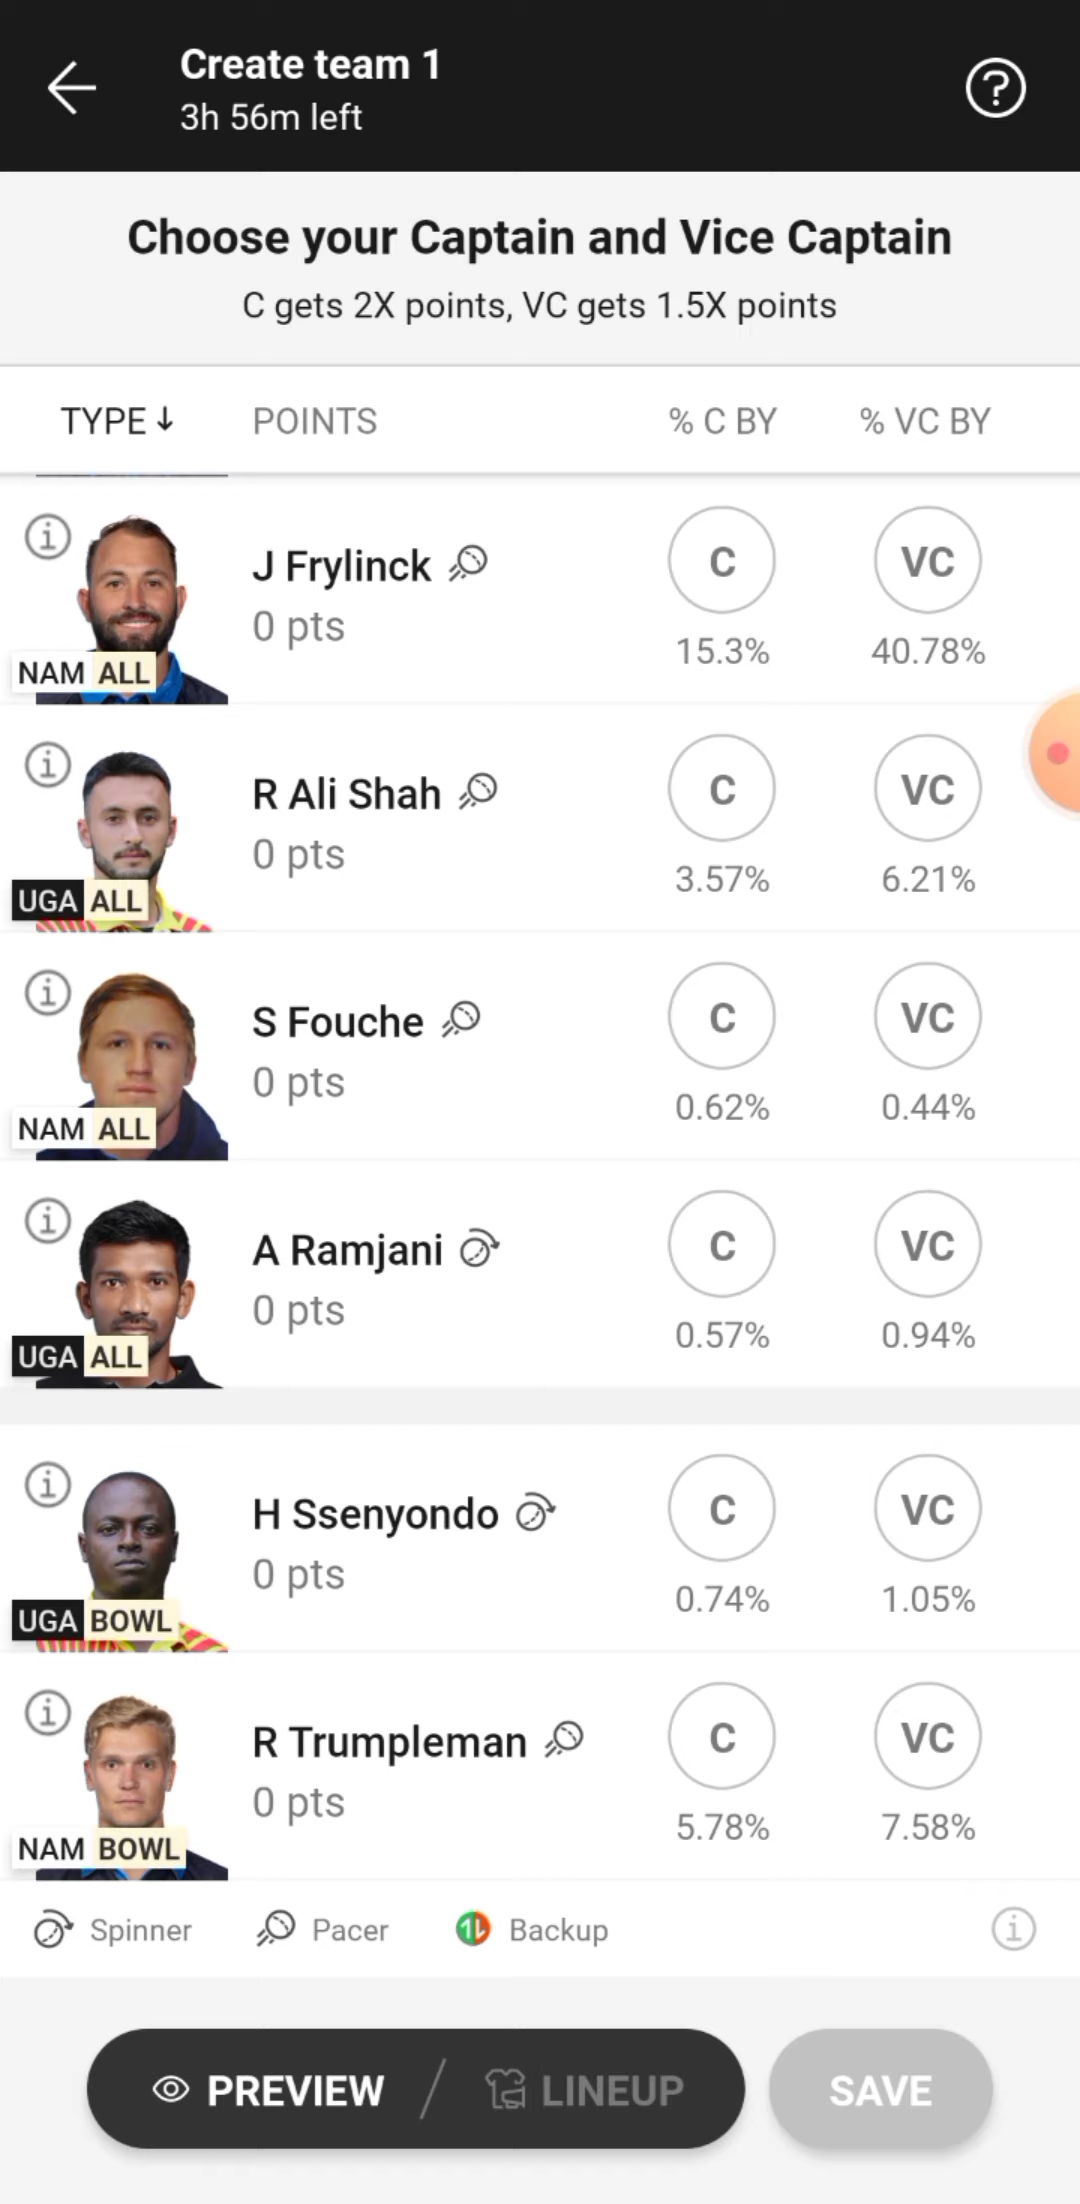 Create team 1
3h 56m left
Choose your Captain and Vice Captain
C gets 2X points, VC gets 1.5X points
TYPE POINTS % C BY % VC BY
J Frylinck C VC
0 pts 15.3% 40.78%
NAM ALL
R Ali Shah C VC
0 pts 3.57% 6.21%
UGA ALL
S Fouche C VC
0 pts 0.62% 0.44%
NAM ALL
A Ramjani C VC
0 pts 0.57% 0.94%
UGA ALL
H Ssenyondo C VC
0 pts 0.74% 1.05%
UGA BOWL
R Trumpleman C VC
0 pts 5.78% 7.58%
NAM BOWL
Spinner Pacer Backup
PREVIEW / LINEUP SAVE